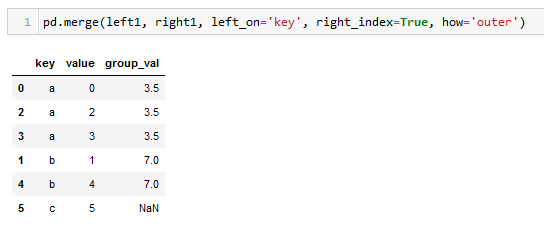 1 pd.merge(left1, right1, left_on='key', right_index=True, how='outer')
key value group_val
0 a 0 3.5
2 a 2 3.5
3 a 3 3.5
1 b 1 7.0
4 b 4 7.0
5 c 5 NaN